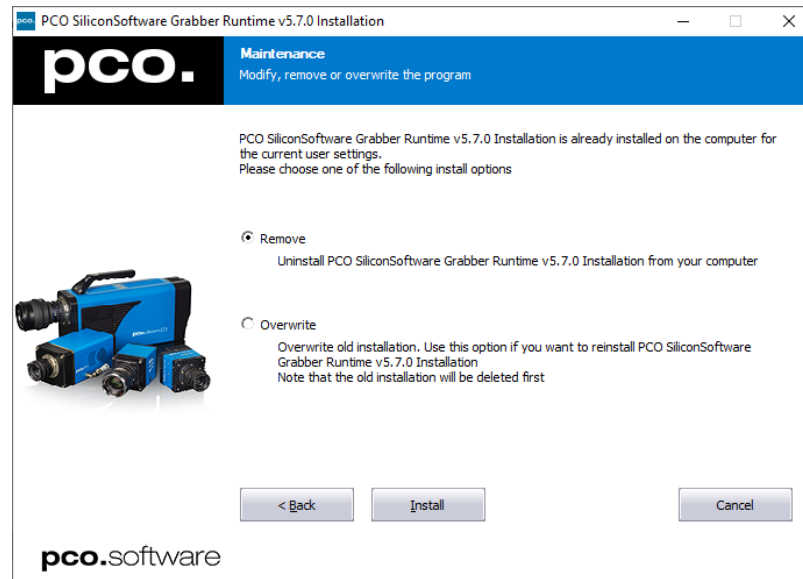 pco. PCO SiliconSoftware Grabber Runtime v5.7.0 Installation
pco.
Maintenance
Modify, remove or overwrite the program
PCO SiliconSoftware Grabber Runtime v5.7.0 Installation is already installed on the computer for
the current user settings.
Please choose one of the following install options
Remove
Uninstall PCO SiliconSoftware Grabber Runtime v5.7.0 Installation from your computer
Overwrite
Overwrite old installation. Use this option if you want to reinstall PCO SiliconSoftware
Grabber Runtime v5.7.0 Installation
Note that the old installation will be deleted first
< Back
Install
Cancel
pco.software